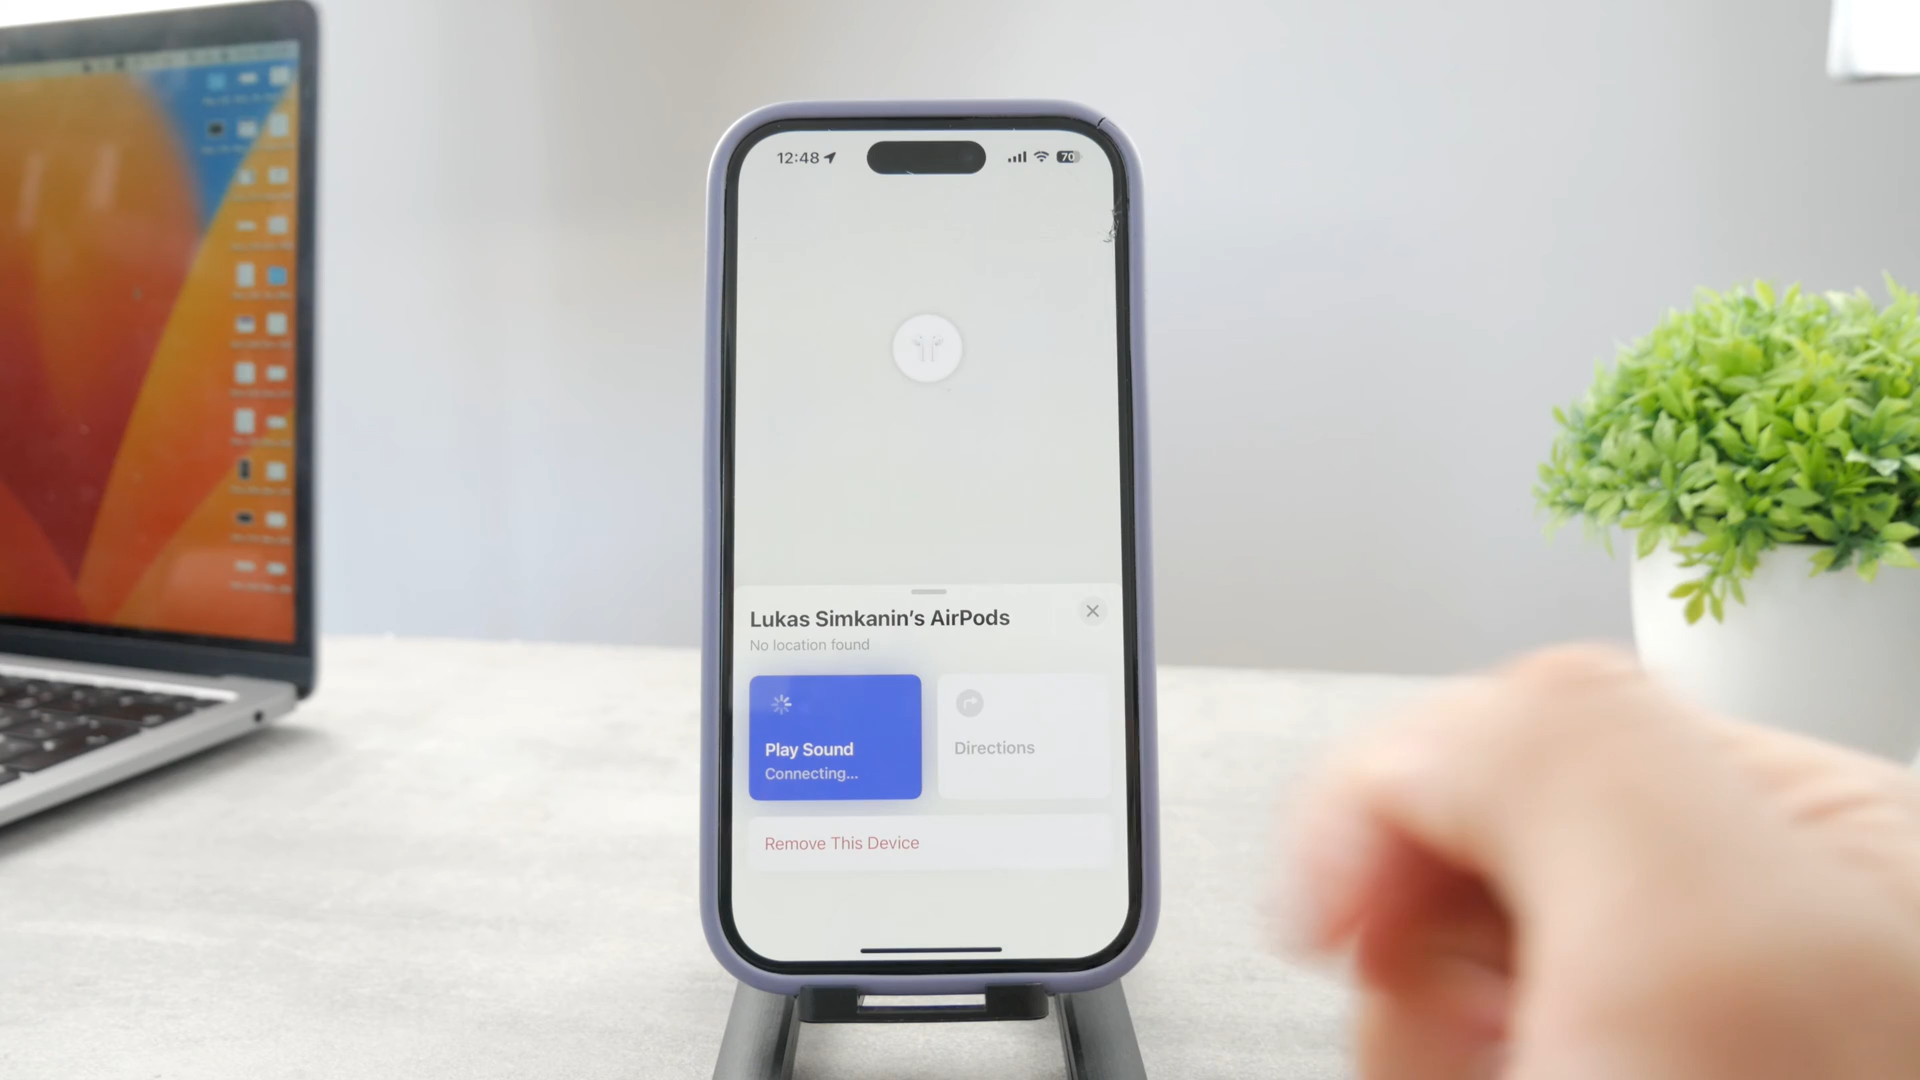 12:48
70
Lukas Simkanin's AirPods
No location found
Play Sound
Connecting...
Directions
Remove This Device